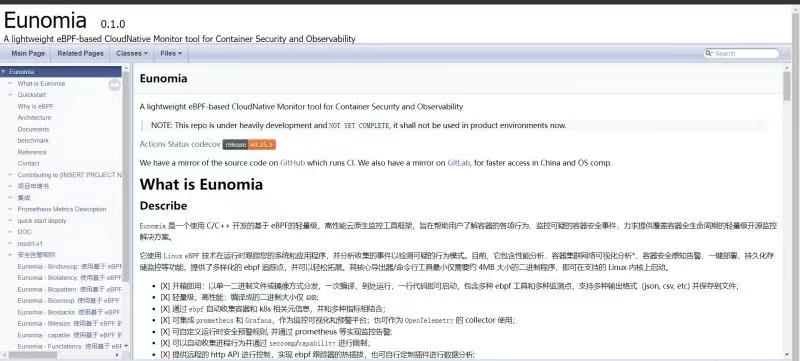 Eunomia 0.1.0
A lightweight eBPF-based CloudNative Monitor tool for Container Security and Observability
Main Page Related Pages Classes Files Search
Eunomia
What is Eunomia
Quickstart
Why is eBPF
Architecture
Documents
benchmark
Reference
Contact
Contributing to [INSERT PROJECT N
项目申请书
集成
Prometheus Metrics Description
quick start depoly
DOC
report-v1
安全告警规则
Eunomia - Bindsnoop: 使用基于 eBPF
Eunomia - Biolatency: 使用基于 eBPF
Eunomia - Biopattern: 使用基于 eBPF
Eunomia - Biosnoop: 使用基于 eBPF
Eunomia - Biostacks: 使用基于 eBPF
Eunomia - Bitesize: 使用基于 eBPF 的
Eunomia - capable: 使用基于 eBPF 的
Eunomia - Funclatency: 使用基于 eBF
Eunomia
A lightweight eBPF-based CloudNative Monitor tool for Container Security and Observability
NOTE: This repo is under heavily development and NOT YET COMPLETE, it shall not be used in product environments now.
Actions Status codecov release v0.25.1
We have a mirror of the source code on GitHub which runs CI. We also have a mirror on GitLab, for faster access in China and OS comp.
What is Eunomia
Describe
Eunomia 是一个使用 C/C++ 开发的基于 eBPF的轻量级，高性能云原生监控工具框架，旨在帮助用户了解容器的各项行为、监控可疑的容器安全事件，力求提供覆盖容器全生命周期的轻量级开源监控
解决方案。
它使用 Linux eBPF 技术在运行时跟踪您的系统和应用程序，并分析收集的事件以检测可疑的行为模式。目前，它包含性能分析、容器集群网络可视化分析*、容器安全感知告警、一键部署、持久化存
储监控等功能，提供了多样化的 ebpf 追踪点，并可以轻松拓展。其核心导出器/命令行工具最小仅需要约 4MB 大小的二进制程序，即可在支持的 Linux 内核上启动。
[X] 开箱即用：以单一二进制文件或镜像方式分发，一次编译，到处运行，一行代码即可启动，包含多种 ebpf 工具和多种监测点，支持多种输出格式（json, csv, etc) 并保存到文件；
[X] 轻量级，高性能：编译成的二进制大小仅 4MB;
[X] 通过 ebpf 自动收集容器和 k8s 相关元信息，并和多种指标相结合；
[X] 可集成 prometheus 和 Grafana，作为监控可视化和预警平台；也可作为 OpenTelemetry 的 collector 使用；
[X] 可自定义运行时安全预警规则, 并通过 prometheus 等实现监控告警;
[X] 可以自动收集进程行为并通过 seccomp/capability 进行限制；
[X] 提供远程的 http API 进行控制，实现 ebpf 跟踪器的热插拔，也可自行定制插件进行数据分析；